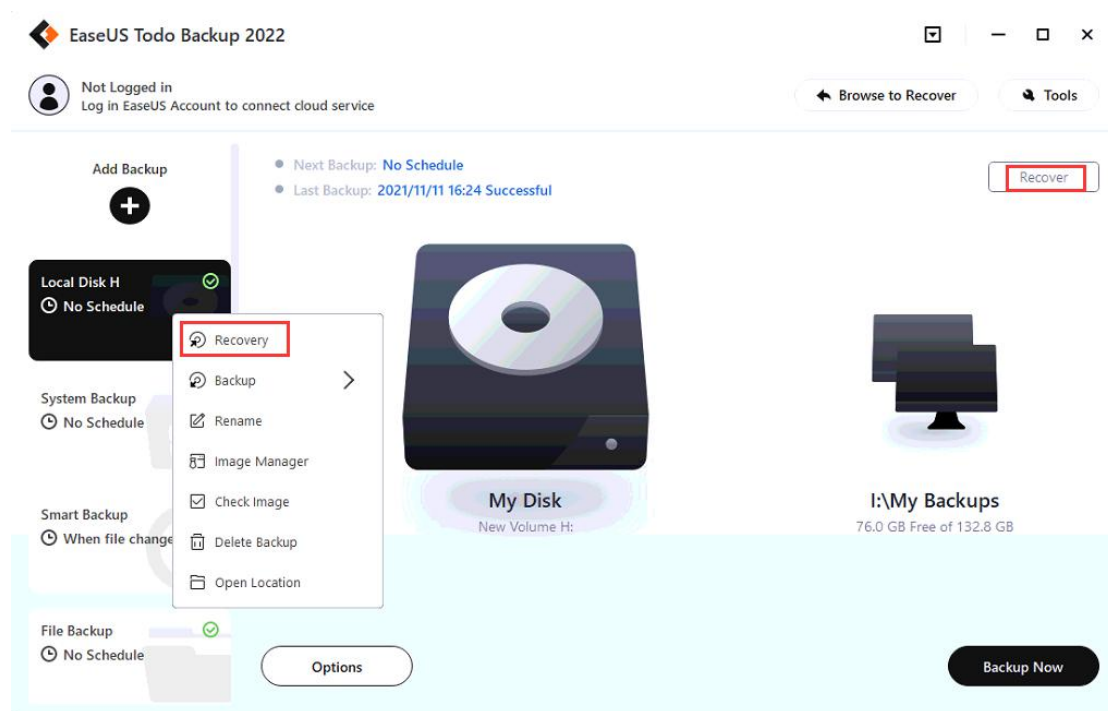 EaseUS Todo Backup 2022
Not Logged in
Log in EaseUS Account to connect cloud service
Browse to Recover
Tools
Add Backup
Next Backup: No Schedule
Last Backup: 2021/11/11 16:24 Successful
Recover
Local Disk H
No Schedule
Recovery
Backup
Rename
Image Manager
Check Image
Delete Backup
Open Location
System Backup
No Schedule
Smart Backup
When file change
File Backup
No Schedule
My Disk
New Volume H:
I:\My Backups
76.0 GB Free of 132.8 GB
Options
Backup Now